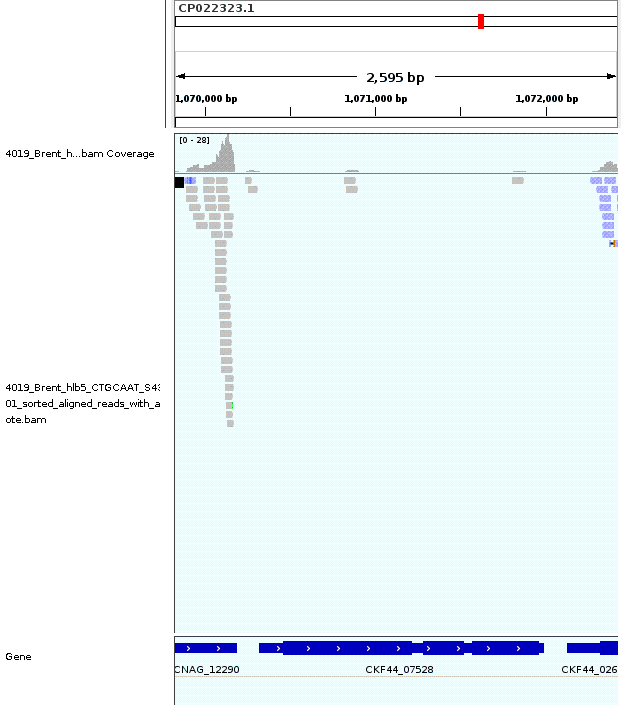 CP022323.1
2,595 bp
1,070,000 bp 1,071,000 bp 1,072,000 bp
[0 - 28]
4019_Brent_h...bam Coverage
4019_Brent_hlb5_CTGCAAT_S43
01_sorted_aligned_reads_with_a
ote.bam
Gene
CNAG_12290 CKF44_07528 CKF44_026